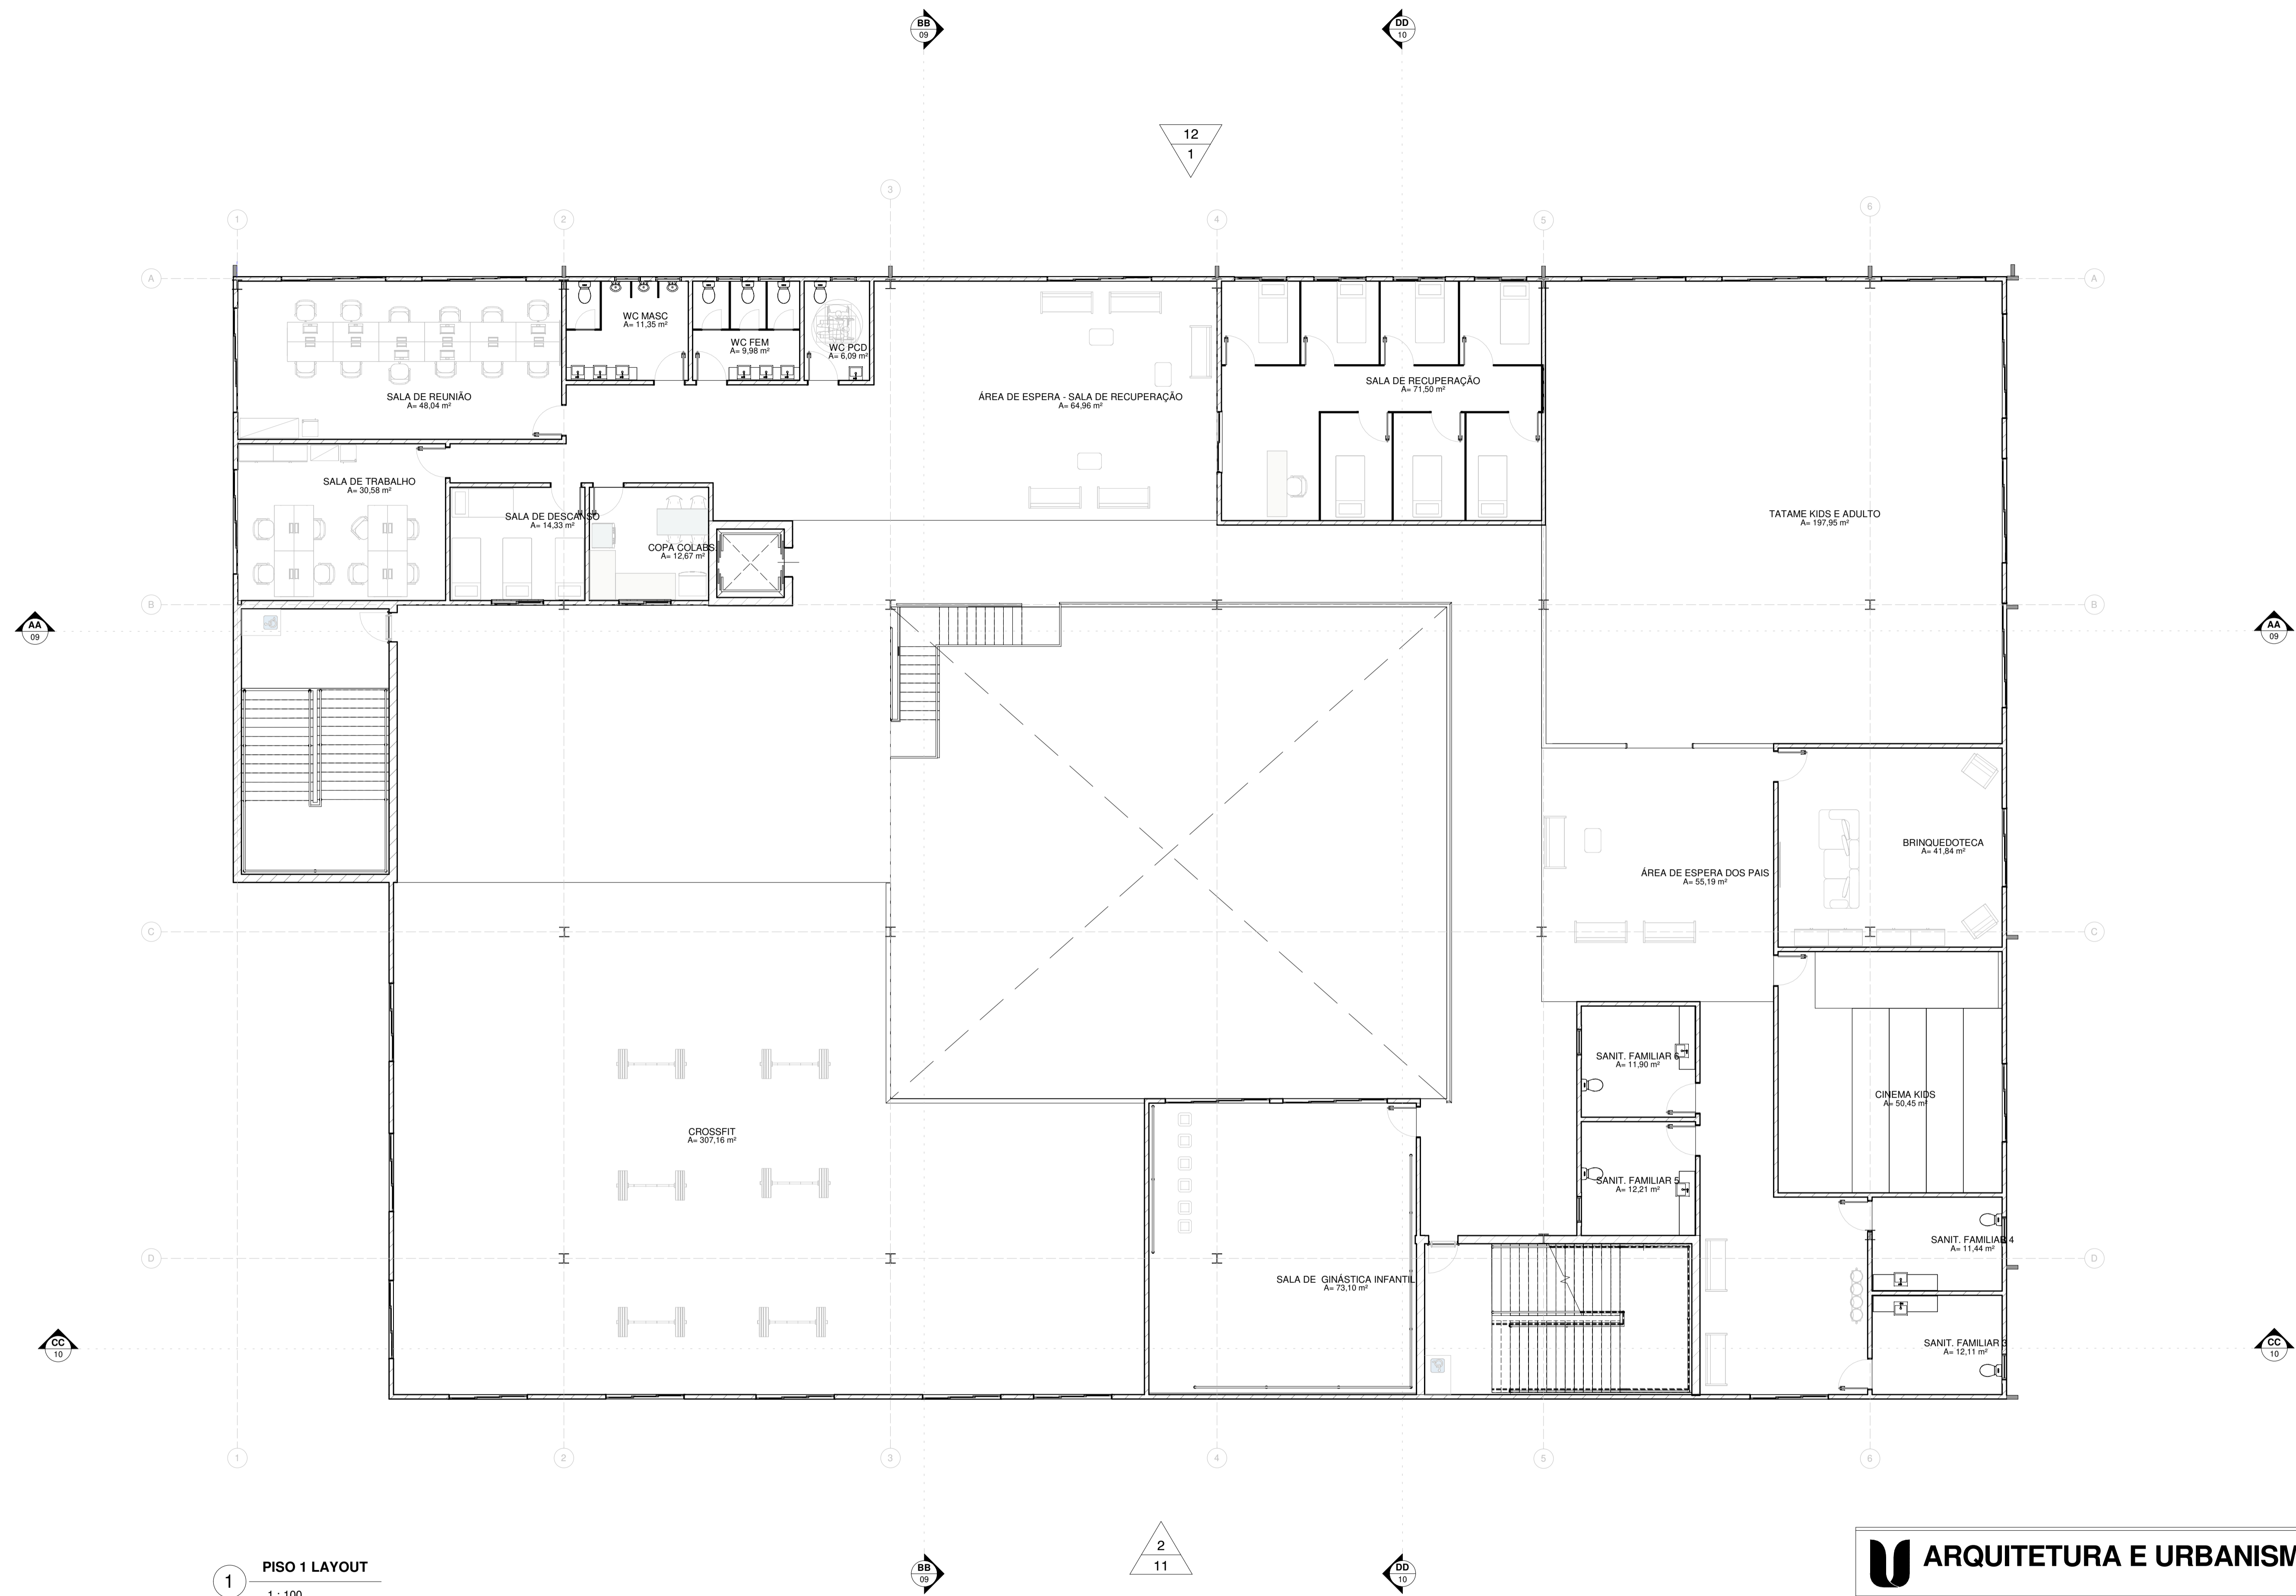 BB
09
DD
10
12
1
3
6
1
2
4
5
A
A
WC MASC
A= 11,35 m²
WC FEM
A= 9,98 m²
WC PCD
A= 6,09 m²
SALA DE REUNIÃO
A= 48,04 m²
ÁREA DE ESPERA - SALA DE RECUPERAÇÃO
A= 64,96 m²
SALA DE RECUPERAÇÃO
A= 71,50 m²
SALA DE TRABALHO
A= 30,58 m²
SALA DE DESCANSO
A= 14,33 m²
COPA COLABS.
A= 12,67 m²
TATAME KIDS E ADULTO
A= 197,95 m²
B
B
AA
09
AA
09
BRINQUEDOTECA
A= 41,84 m²
ÁREA DE ESPERA DOS PAIS
A= 55,19 m²
C
C
SANIT. FAMILIAR 6
A= 11,90 m²
CINEMA KIDS
A= 50,45 m²
CROSSFIT
A= 307,16 m²
SANIT. FAMILIAR 5
A= 12,21 m²
SANIT. FAMILIAR 4
A= 11,44 m²
D
D
SALA DE GINÁSTICA INFANTIL
A= 73,10 m²
SANIT. FAMILIAR 3
A= 12,11 m²
CC
10
CC
10
1
2
3
4
5
6
2
11
BB
09
DD
10
1
PISO 1 LAYOUT
1 : 100
ARQUITETURA E URBANISM